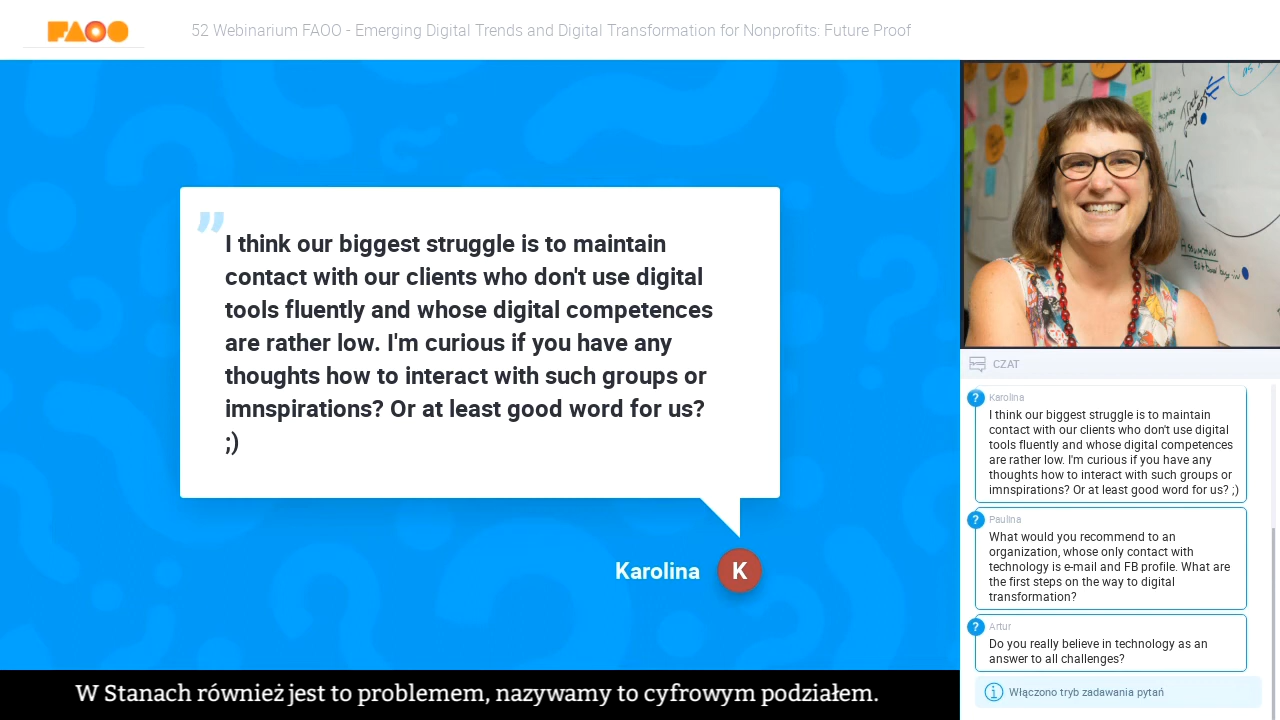 FAOO
52 Webinarium FAOO - Emerging Digital Trends and Digital Transformation for Nonprofits: Future Proof
”
I think our biggest struggle is to maintain
contact with our clients who don't use digital
tools fluently and whose digital competences
are rather low. I'm curious if you have any
thoughts how to interact with such groups or
imnspirations? Or at least good word for us?
;)
Karolina K
W Stanach również jest to problemem, nazywamy to cyfrowym podziałem.
CZAT
? Karolina
I think our biggest struggle is to maintain
contact with our clients who don't use digital
tools fluently and whose digital competences
are rather low. I'm curious if you have any
thoughts how to interact with such groups or
imnspirations? Or at least good word for us? ;)
? Paulina
What would you recommend to an
organization, whose only contact with
technology is e-mail and FB profile. What are
the first steps on the way to digital
transformation?
? Artur
Do you really believe in technology as an
answer to all challenges?
Włączono tryb zadawania pytań